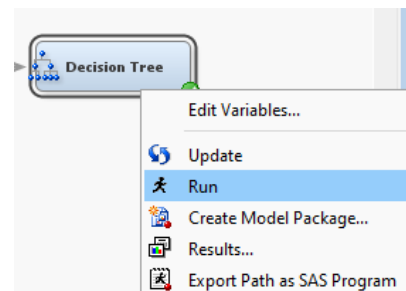 Decision Tree
Edit Variables...
Update
Run
Create Model Package...
Results...
Export Path as SAS Program